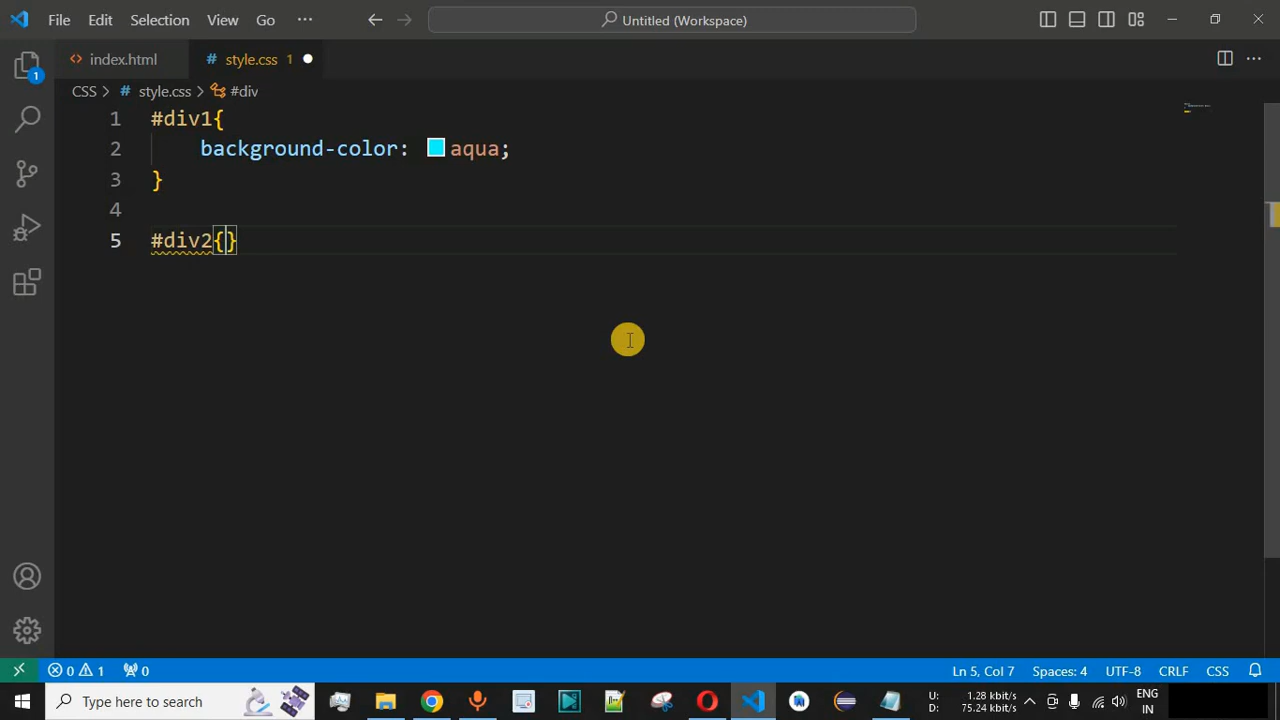 File Edit Selection View Go ··· Untitled (Workspace)
index.html # style.css 1
CSS > # style.css > #div
1 #div1{
2 background-color: aqua;
3 }
4
5 #div2{}
1
0 1 0 Ln 5, Col 7 Spaces: 4 UTF-8 CRLF CSS
Type here to search U: 1.28 kbit/s ENG
D: 75.24 kbit/s IN